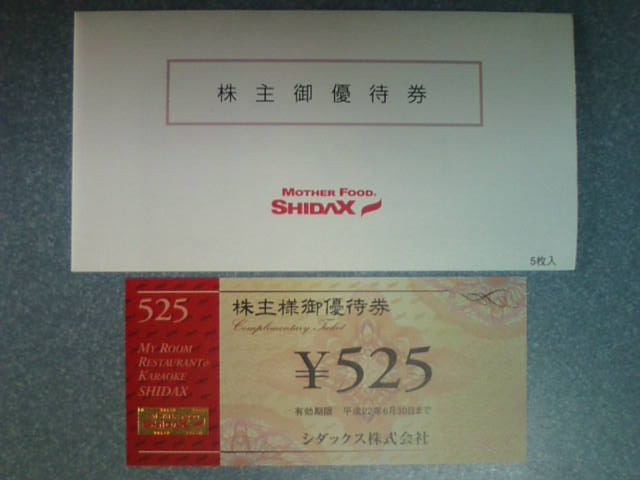 株主御優待券
MOTHER FOOD.
SHIDAX
5枚入
525
株主様御優待券
Complimentary Ticket
MY ROOM
RESTAURANT&
KARAOKE
SHIDAX
¥525
有効期限 平成22年6月30日まで
シダックス株式会社
SHIDAX